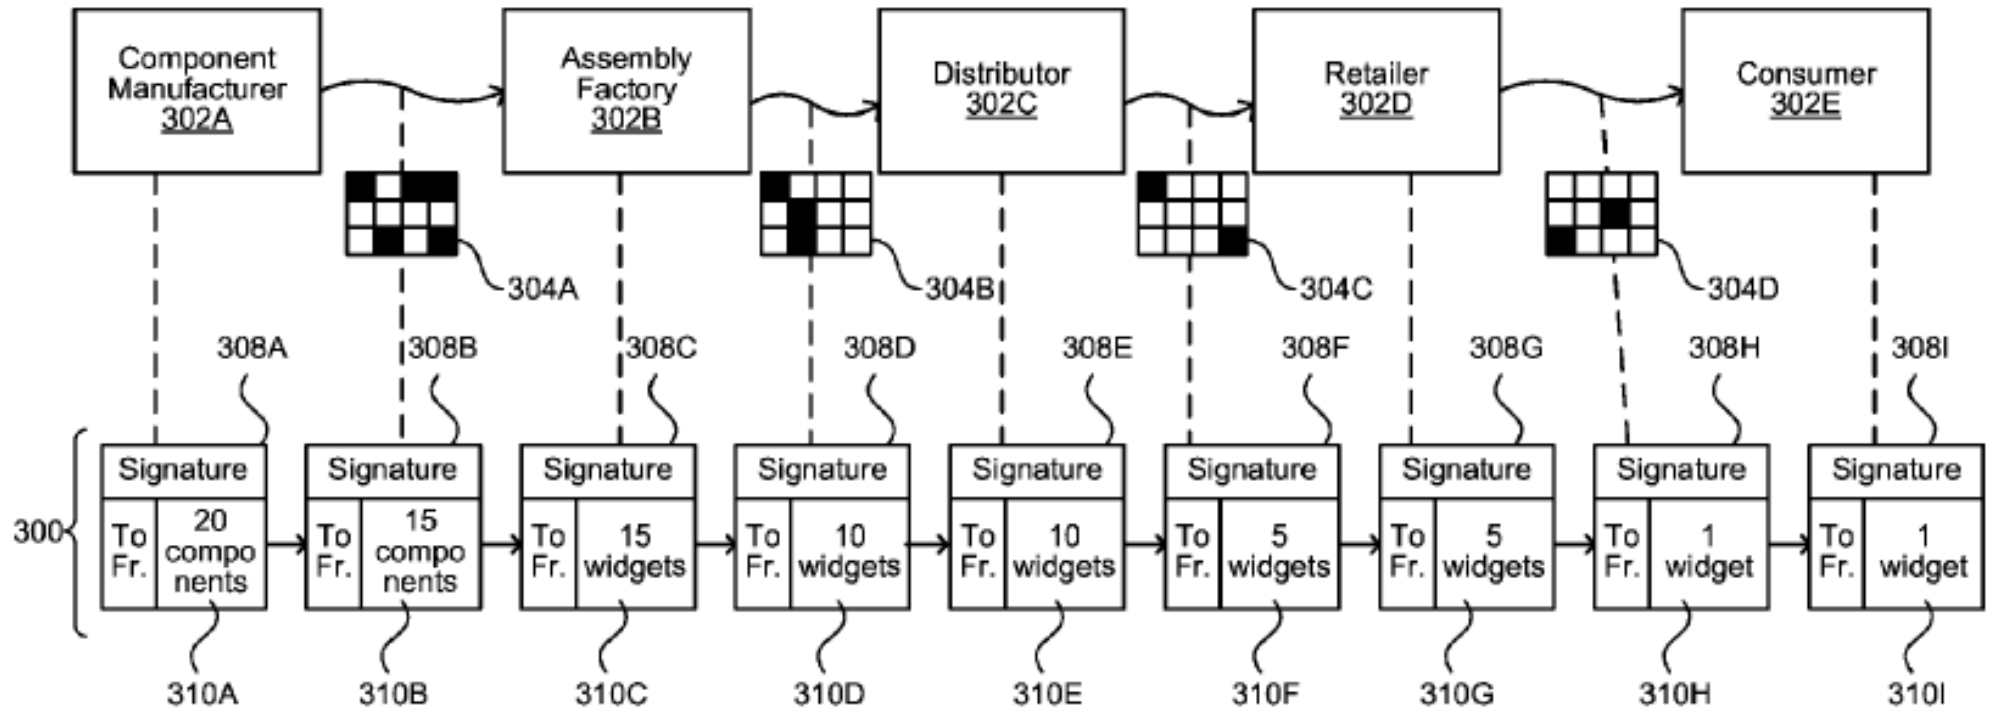 Component
Manufacturer
302A
Assembly
Factory
302B
Distributor
302C
Retailer
302D
Consumer
302E
304A
304B
304C
304D
308A
308B
308C
308D
308E
308F
308G
308H
308I
300
Signature
To
Fr.
20
compo
nents
Signature
To
Fr.
15
compo
nents
Signature
To
Fr.
15
widgets
Signature
To
Fr.
10
widgets
Signature
To
Fr.
10
widgets
Signature
To
Fr.
5
widgets
Signature
To
Fr.
5
widgets
Signature
To
Fr.
1
widget
Signature
To
Fr.
1
widget
310A
310B
310C
310D
310E
310F
310G
310H
310I